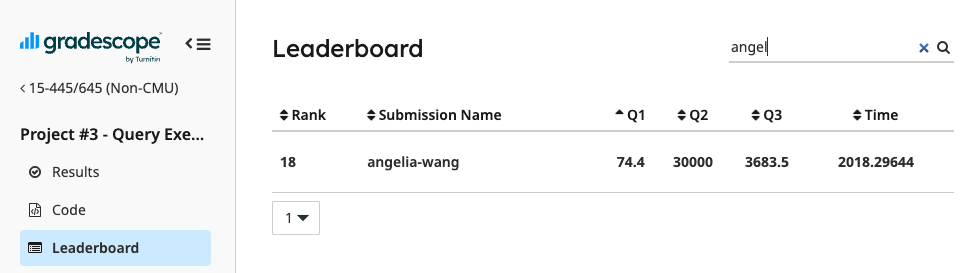 gradescope
by Turnitin
15-445/645 (Non-CMU)
Project #3 - Query Exe...
Results
Code
Leaderboard
Leaderboard
angel
Rank Submission Name Q1 Q2 Q3 Time
18 angelia-wang 74.4 30000 3683.5 2018.29644
1